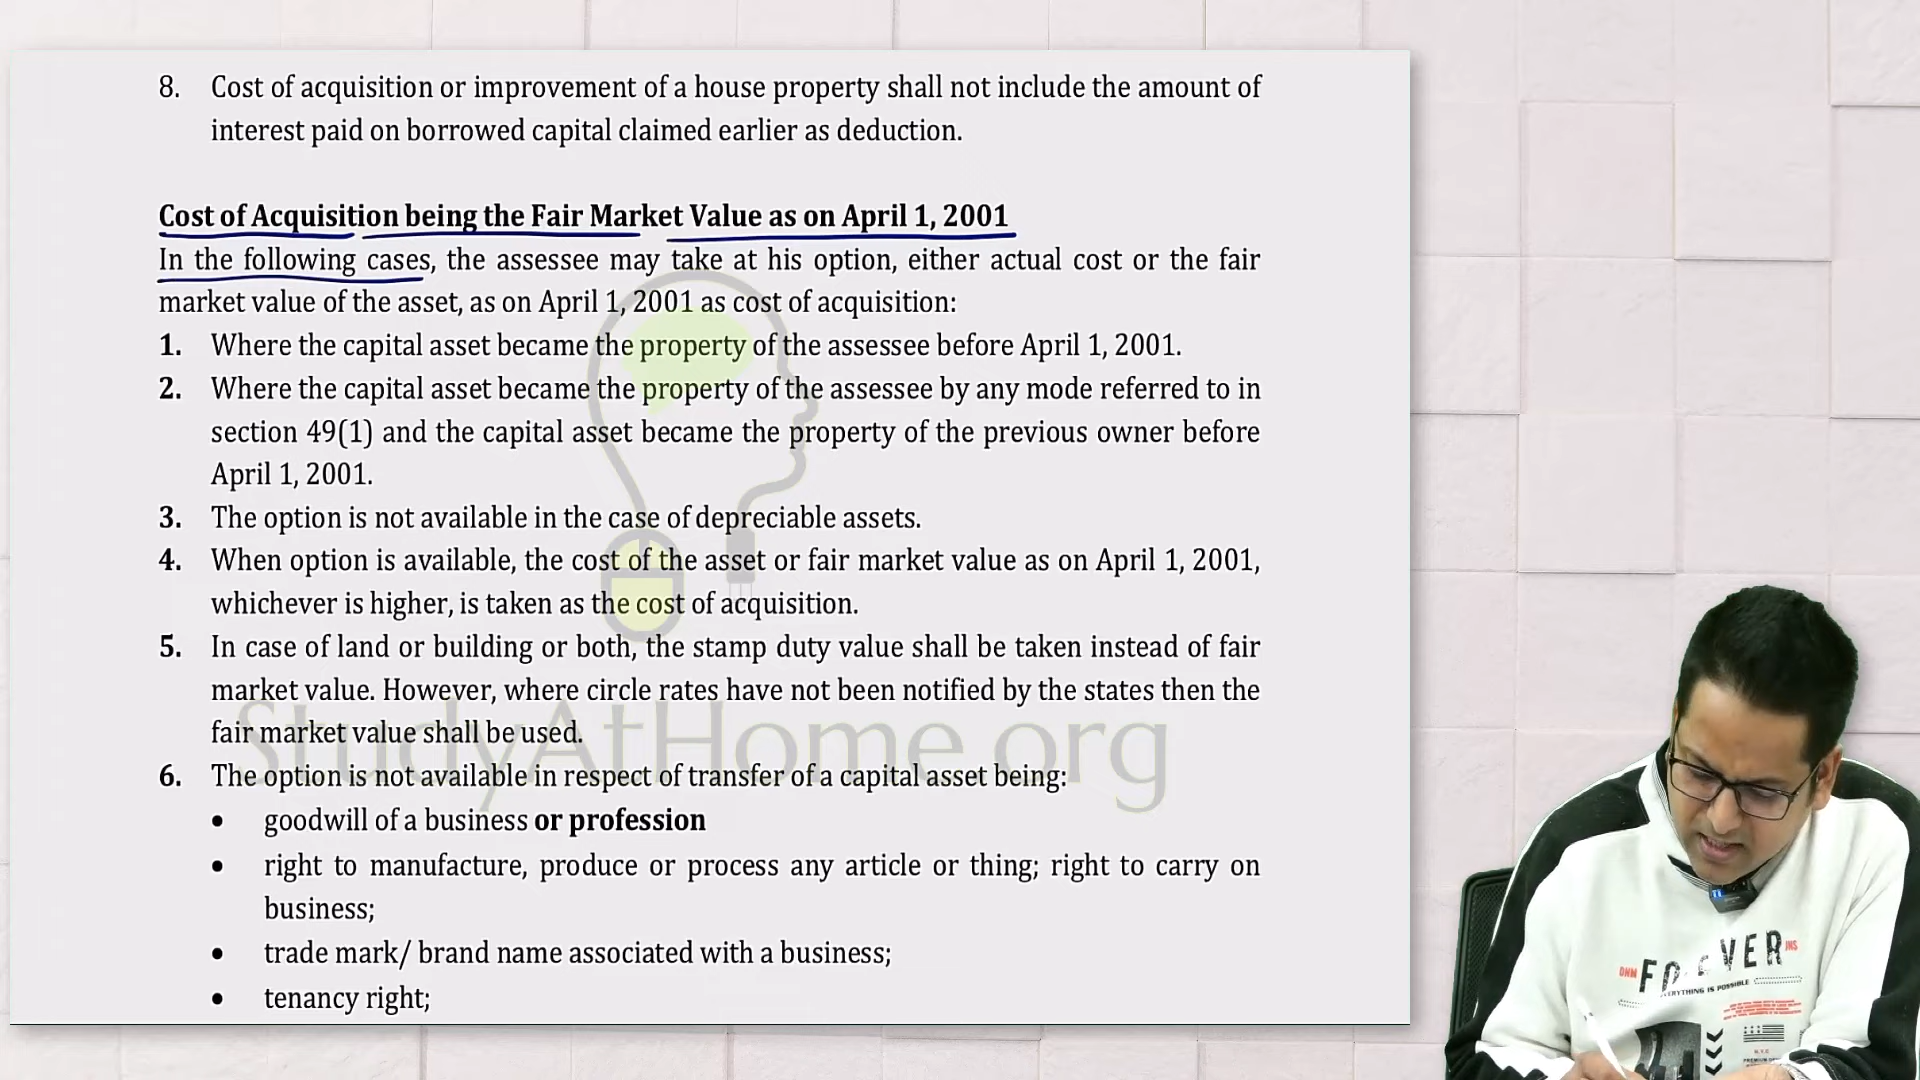 8. Cost of acquisition or improvement of a house property shall not include the amount of
interest paid on borrowed capital claimed earlier as deduction.
Cost of Acquisition being the Fair Market Value as on April 1, 2001
In the following cases, the assessee may take at his option, either actual cost or the fair
market value of the asset, as on April 1, 2001 as cost of acquisition:
1. Where the capital asset became the property of the assessee before April 1, 2001.
2. Where the capital asset became the property of the assessee by any mode referred to in
section 49(1) and the capital asset became the property of the previous owner before
April 1, 2001.
3. The option is not available in the case of depreciable assets.
4. When option is available, the cost of the asset or fair market value as on April 1, 2001,
whichever is higher, is taken as the cost of acquisition.
5. In case of land or building or both, the stamp duty value shall be taken instead of fair
market value. However, where circle rates have not been notified by the states then the
fair market value shall be used.
StudyAtHome.org
6. The option is not available in respect of transfer of a capital asset being:
• goodwill of a business or profession
• right to manufacture, produce or process any article or thing; right to carry on
business;
• trade mark/ brand name associated with a business;
• tenancy right;